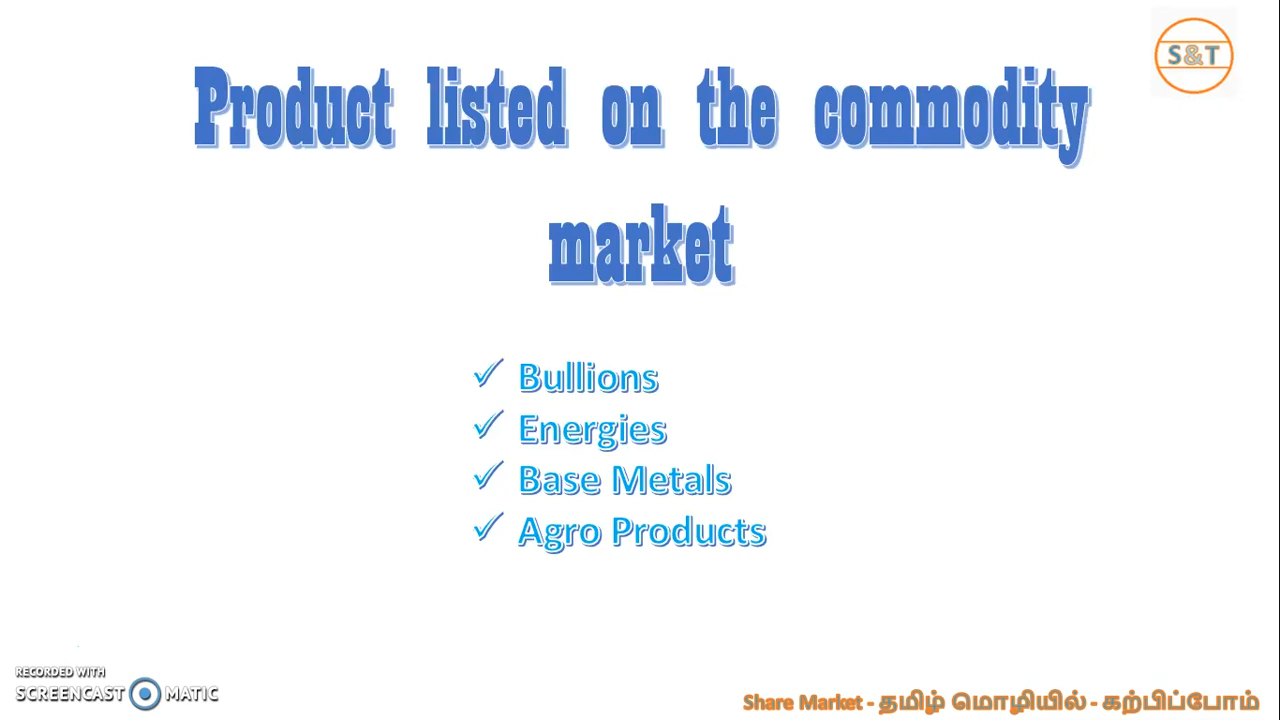 S&T
Product listed on the commodity
market
✓ Bullions
✓ Energies
✓ Base Metals
✓ Agro Products
RECORDED WITH
SCREENCAST MATIC
Share Market - தமிழ் மொழியில் - கற்பிப்போம்